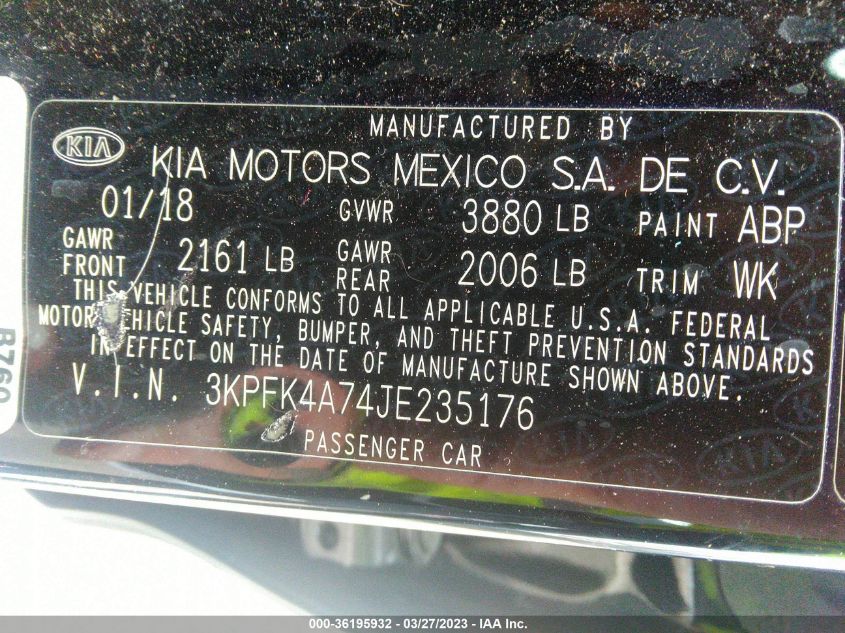 MANUFACTURED BY
KIA KIA MOTORS MEXICO S.A. DE C.V.
01/18 GVWR 3880 LB PAINT ABP
GAWR FRONT 2161 LB GAWR REAR 2006 LB TRIM WK
THIS VEHICLE CONFORMS TO ALL APPLICABLE U.S.A. FEDERAL
MOTOR VEHICLE SAFETY, BUMPER, AND THEFT PREVENTION STANDARDS
IN EFFECT ON THE DATE OF MANUFACTURE SHOWN ABOVE.
V.I.N. 3KPFK4A74JE235176
PASSENGER CAR
B760
000-36195932 - 03/27/2023 - IAA Inc.